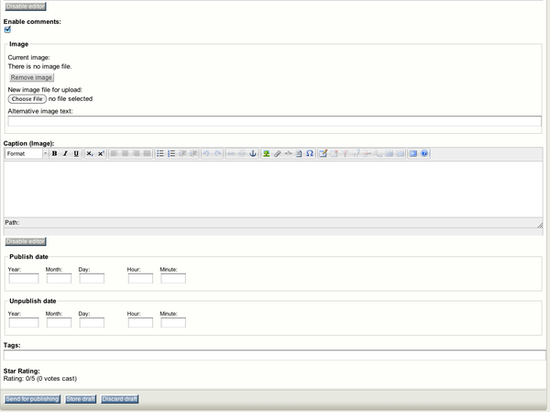 Disable editor
Enable comments:
Image
Current image:
There is no image file.
Remove image
New image file for upload:
Choose File no file selected
Alternative image text:
Caption (Image):
Format B I U x₂ x² Ω
Path:
Disable editor
Publish date
Year: Month: Day: Hour: Minute:
Unpublish date
Year: Month: Day: Hour: Minute:
Tags:
Star Rating:
Rating: 0/5 (0 votes cast)
Send for publishing Store draft Discard draft